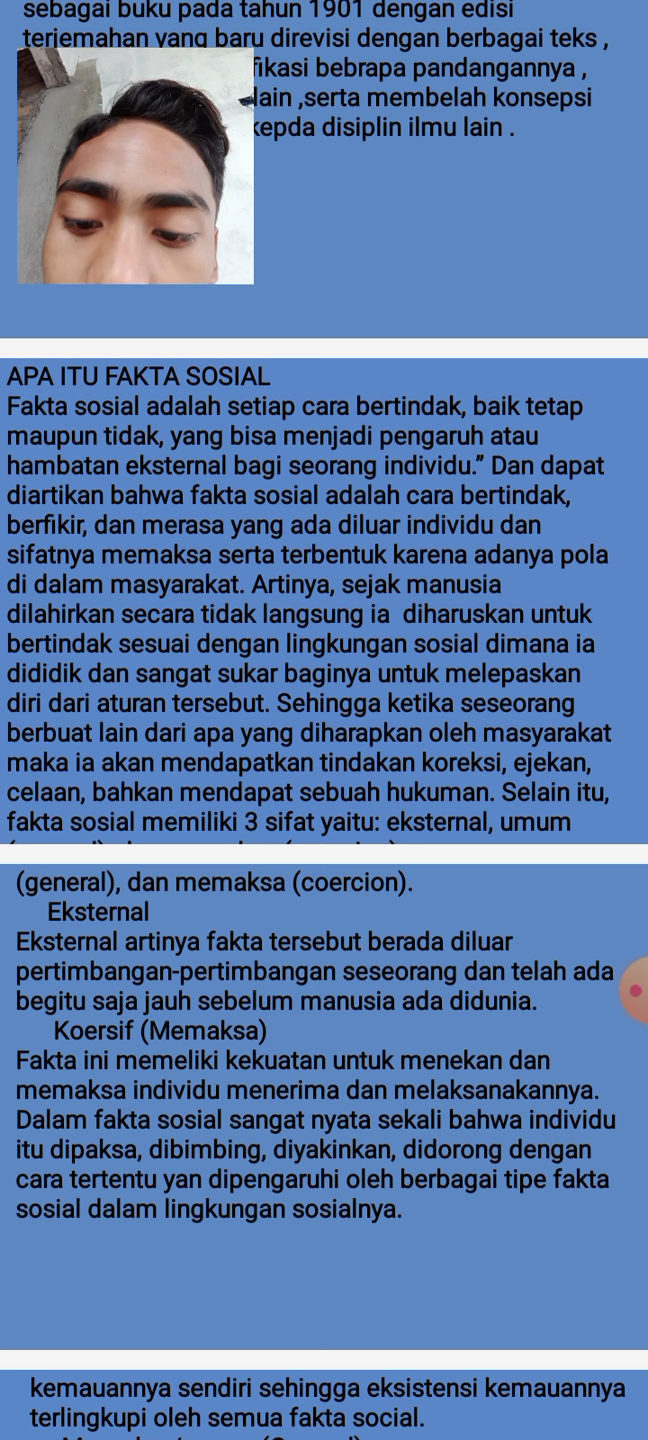 sebagai buku pada tahun 1901 dengan edisi
terjemahan yang baru direvisi dengan berbagai teks ,
fikasi bebrapa pandangannya ,
lain ,serta membelah konsepsi
kepda disiplin ilmu lain .
APA ITU FAKTA SOSIAL
Fakta sosial adalah setiap cara bertindak, baik tetap
maupun tidak, yang bisa menjadi pengaruh atau
hambatan eksternal bagi seorang individu.” Dan dapat
diartikan bahwa fakta sosial adalah cara bertindak,
berfikir, dan merasa yang ada diluar individu dan
sifatnya memaksa serta terbentuk karena adanya pola
di dalam masyarakat. Artinya, sejak manusia
dilahirkan secara tidak langsung ia  diharuskan untuk
bertindak sesuai dengan lingkungan sosial dimana ia
dididik dan sangat sukar baginya untuk melepaskan
diri dari aturan tersebut. Sehingga ketika seseorang
berbuat lain dari apa yang diharapkan oleh masyarakat
maka ia akan mendapatkan tindakan koreksi, ejekan,
celaan, bahkan mendapat sebuah hukuman. Selain itu,
fakta sosial memiliki 3 sifat yaitu: eksternal, umum
(general), dan memaksa (coercion).
Eksternal
Eksternal artinya fakta tersebut berada diluar
pertimbangan-pertimbangan seseorang dan telah ada
begitu saja jauh sebelum manusia ada didunia.
Koersif (Memaksa)
Fakta ini memeliki kekuatan untuk menekan dan
memaksa individu menerima dan melaksanakannya.
Dalam fakta sosial sangat nyata sekali bahwa individu
itu dipaksa, dibimbing, diyakinkan, didorong dengan
cara tertentu yan dipengaruhi oleh berbagai tipe fakta
sosial dalam lingkungan sosialnya.
kemauannya sendiri sehingga eksistensi kemauannya
terlingkupi oleh semua fakta social.